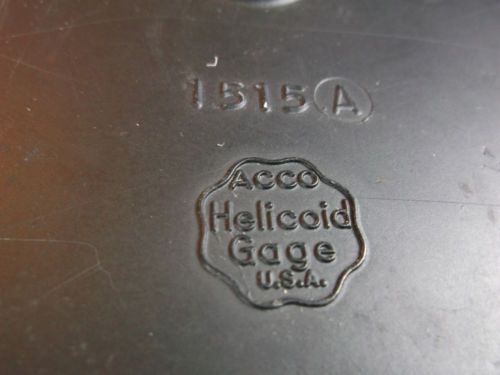 1515 A
ACCO
Helicoid
Gage
U.S.A.